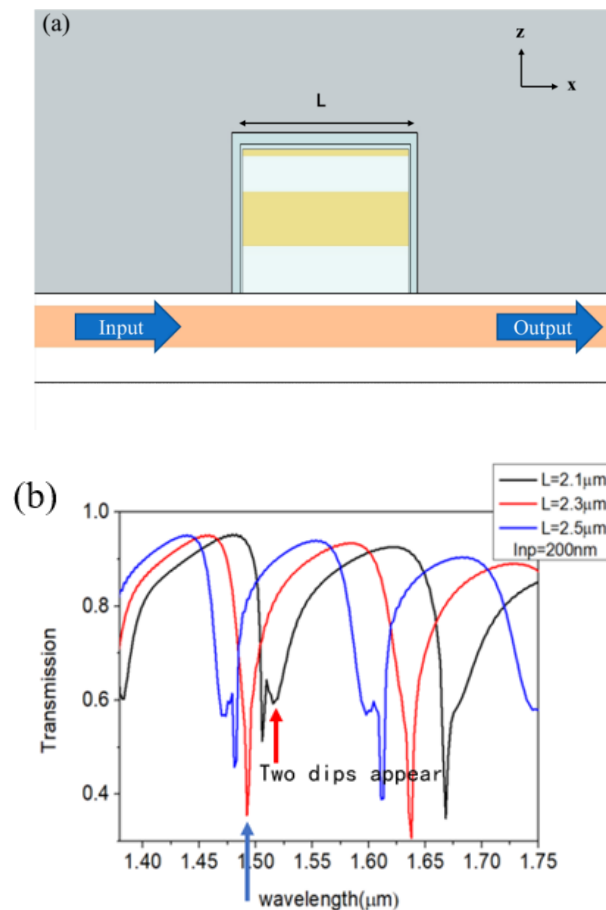 (a)
z
x
L
Input
Output
(b)
L=2.1μm
L=2.3μm
L=2.5μm
Inp=200nm
1.0
0.8
0.6
0.4
Transmission
Two dips appear
1.40 1.45 1.50 1.55 1.60 1.65 1.70 1.75
wavelength(μm)